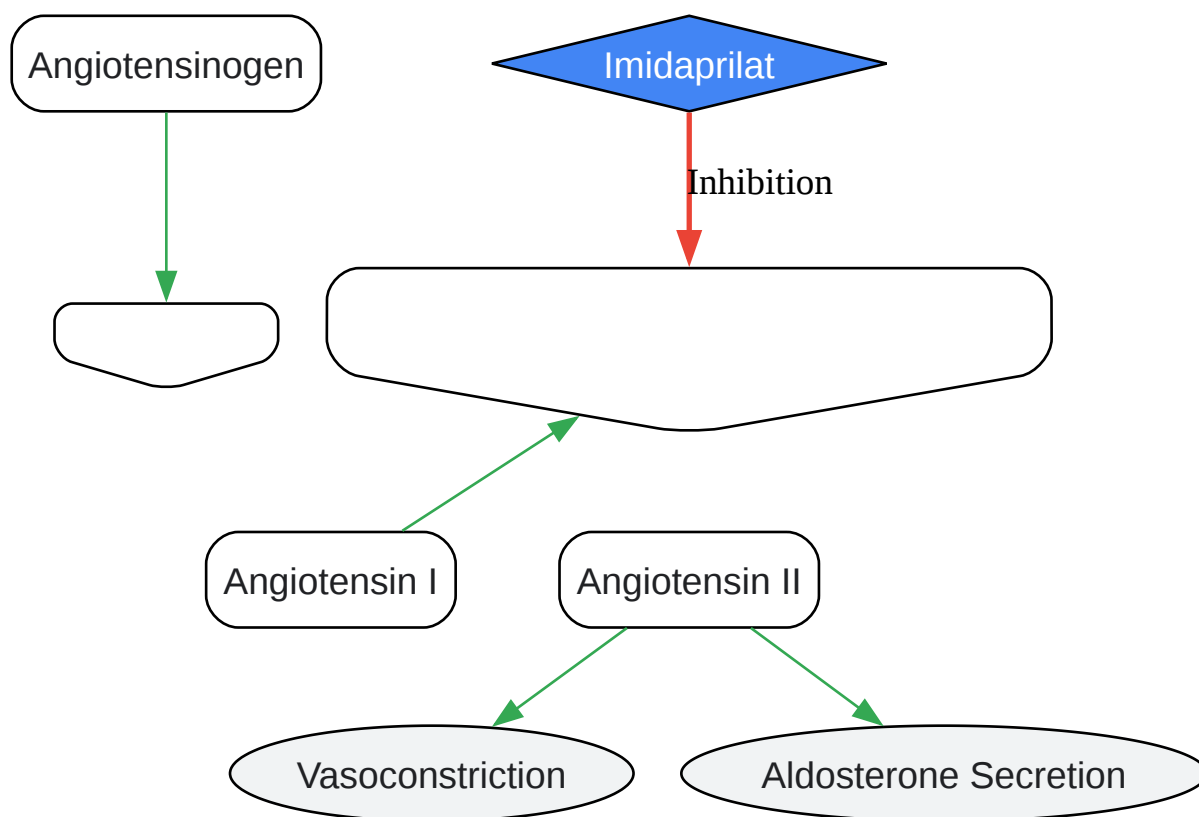 Angiotensinogen
Imidaprilat
Inhibition
Angiotensin I
Angiotensin II
Vasoconstriction
Aldosterone Secretion